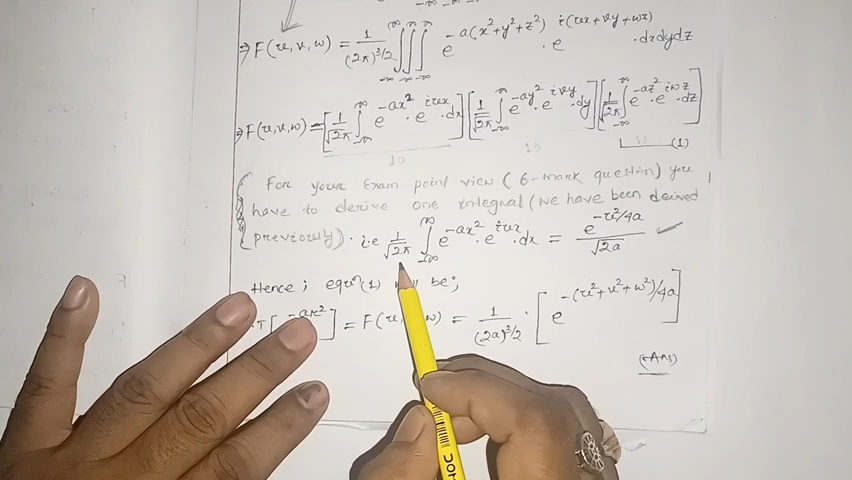 ⇒ F(u, v, w) = 1/(2π)^3/2 ∫∫∫ e^-a(x²+y²+z²) . e^i(ux+vy+wz) . dxdydz
⇒ F(u, v, w) = [1/√2π ∫ e^-ax² . e^iux . dx] [1/√2π ∫ e^-ay² . e^ivy . dy] [1/√2π ∫ e^-az² . e^iwz . dz] (1)
For your Exam point view (6-mark question) you
have to derive one integral (We have been derived
previously) . i.e 1/√2π ∫_-∞^∞ e^-ax² . e^iux . dx = e^-u²/4a / √2a
Hence; equⁿ(1) be;
= F(u, w) = 1/(2a)^3/2 . [e^-(u²+v²+w²)/4a]
(Ans)